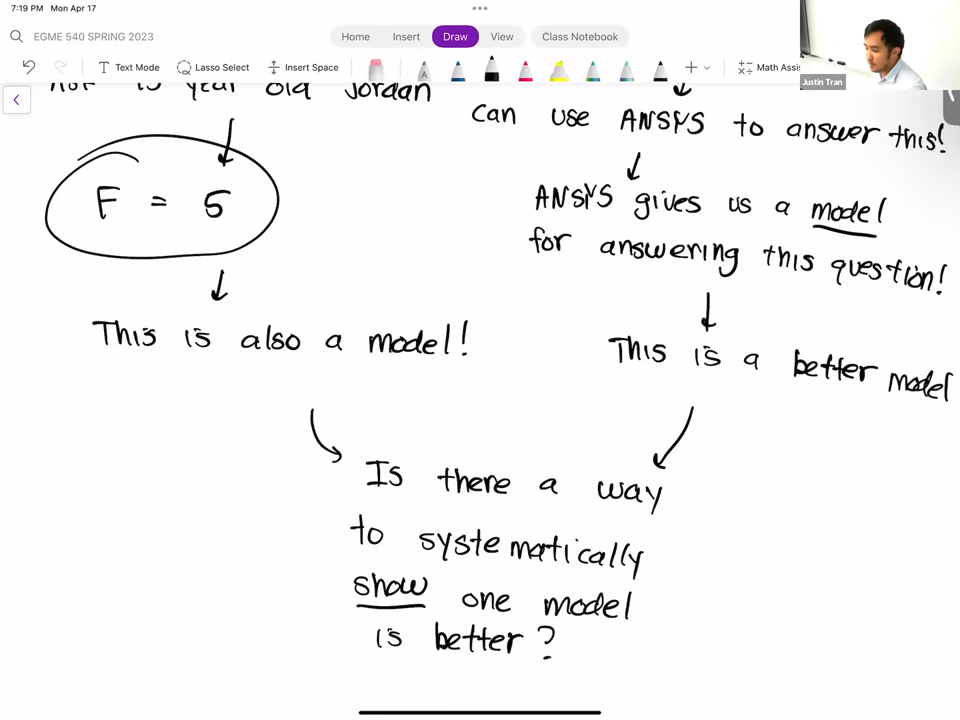 7:19 PM Mon Apr 17
EGME 540 SPRING 2023
Home Insert Draw View Class Notebook
Text Mode Lasso Select Insert Space Math Assis
Justin Tran
year old Jordan
F = 5
This is also a model!
Can use ANSYS to answer this!
ANSYS gives us a model
for answering this question!
This is a better model
Is there a way
to systematically
show one model
is better?